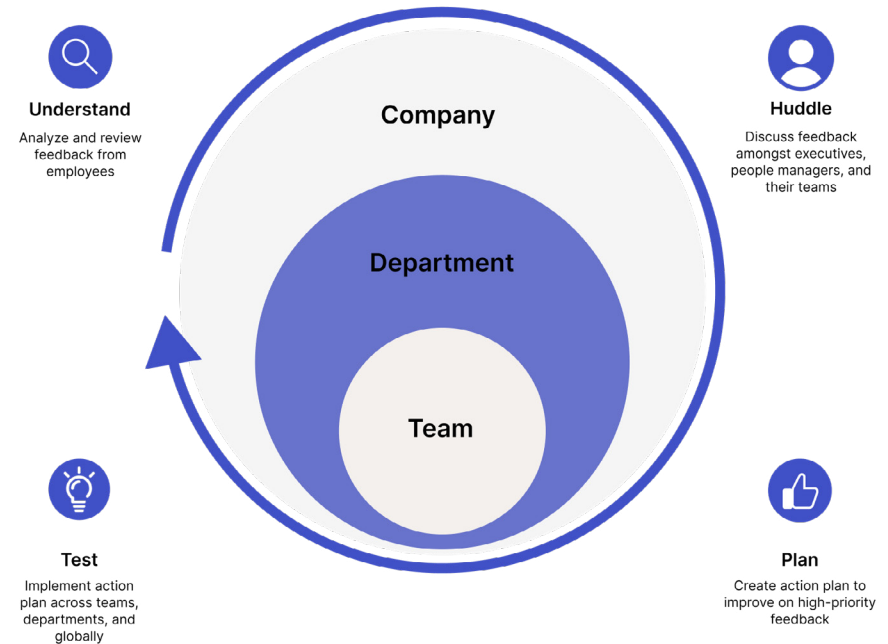 Understand
Analyze and review
feedback from
employees
Huddle
Discuss feedback
amongst executives,
people managers, and
their teams
Company
Department
Team
Test
Implement action
plan across teams,
departments, and
globally
Plan
Create action plan to
improve on high-priority
feedback